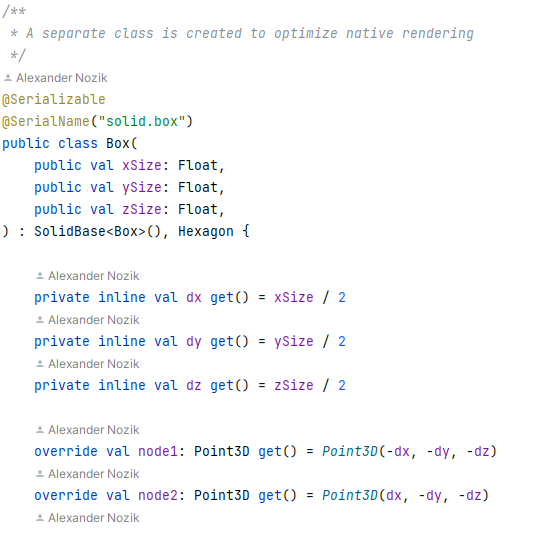 /**
 * A separate class is created to optimize native rendering
 */
Alexander Nozik
@Serializable
@SerialName("solid.box")
public class Box(
    public val xSize: Float,
    public val ySize: Float,
    public val zSize: Float,
) : SolidBase<Box>(), Hexagon {
    Alexander Nozik
    private inline val dx get() = xSize / 2
    Alexander Nozik
    private inline val dy get() = ySize / 2
    Alexander Nozik
    private inline val dz get() = zSize / 2
    Alexander Nozik
    override val node1: Point3D get() = Point3D(-dx, -dy, -dz)
    Alexander Nozik
    override val node2: Point3D get() = Point3D(dx, -dy, -dz)
    Alexander Nozik